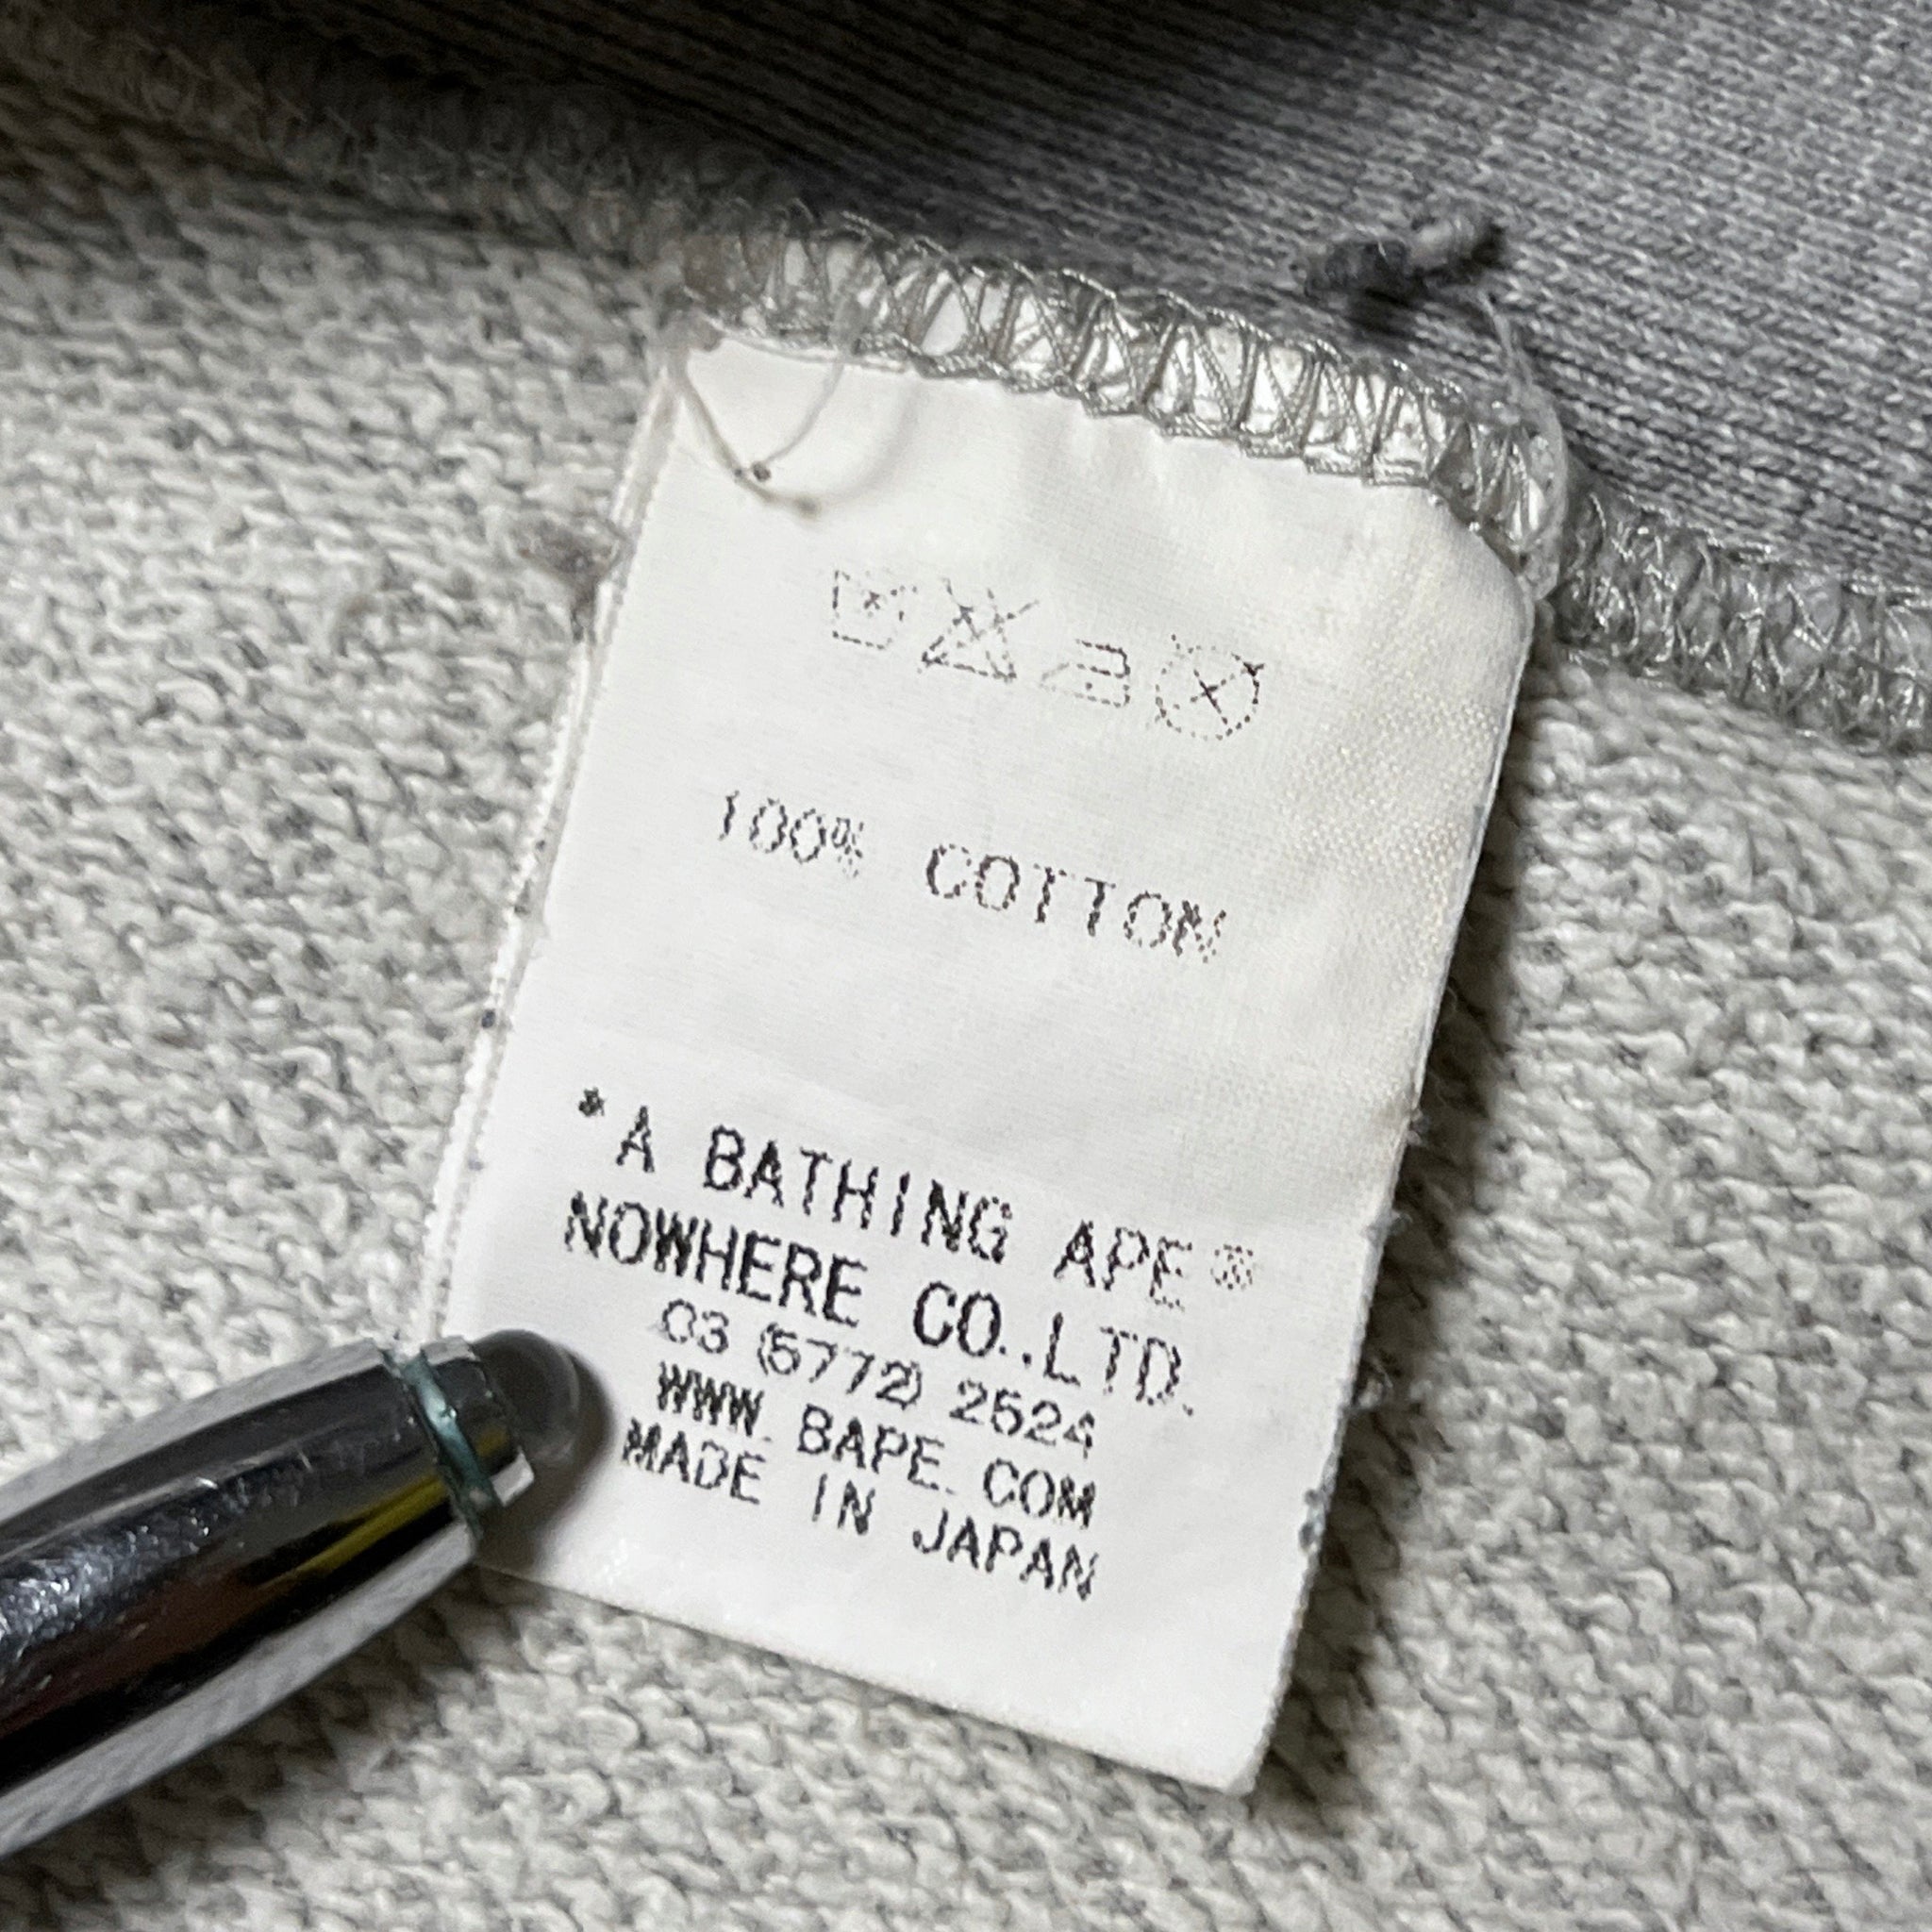 100% COTTON
*A BATHING APE®
NOWHERE CO.,LTD.
03 (5772) 2524
WWW. BAPE. COM
MADE IN JAPAN